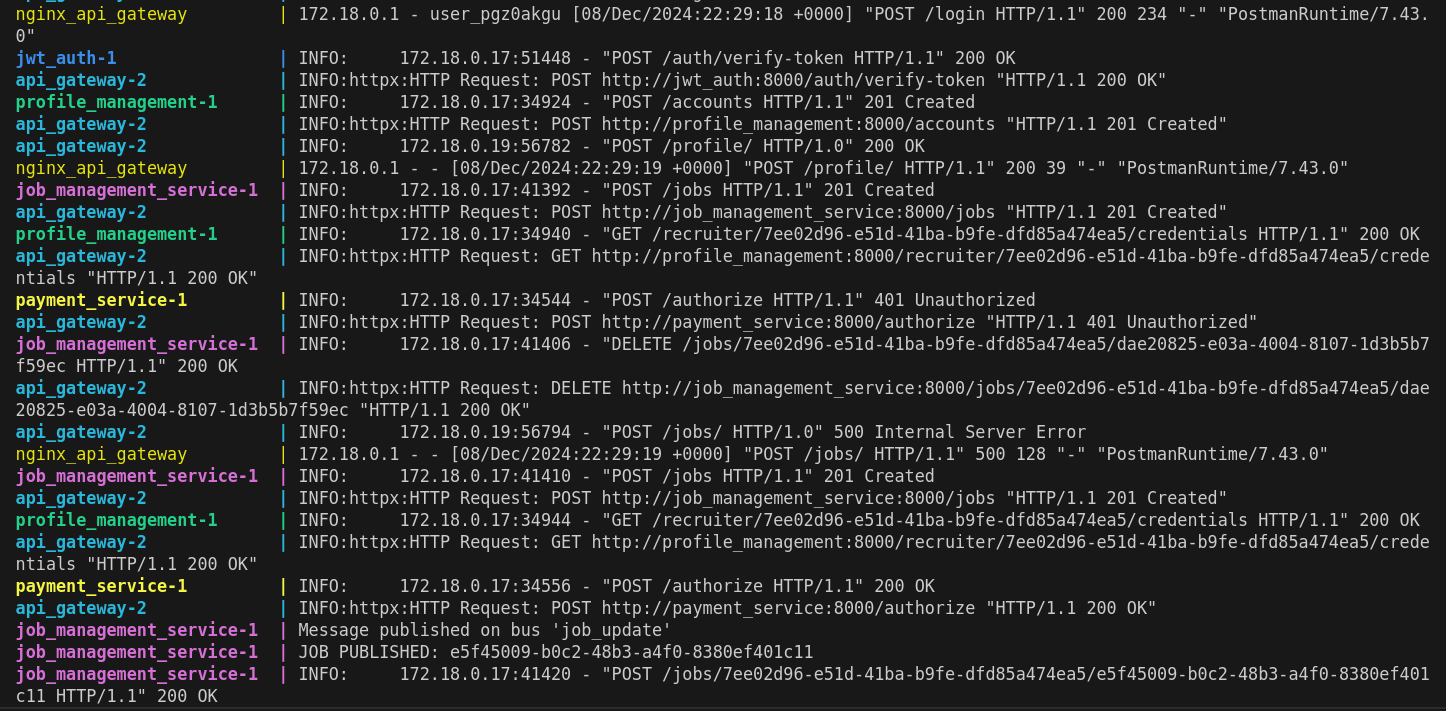 nginx_api_gateway | 172.18.0.1 - user_pgz0akgu [08/Dec/2024:22:29:18 +0000] "POST /login HTTP/1.1" 200 234 "-" "PostmanRuntime/7.43.
0"
jwt_auth-1 | INFO: 172.18.0.17:51448 - "POST /auth/verify-token HTTP/1.1" 200 OK
api_gateway-2 | INFO:httpx:HTTP Request: POST http://jwt_auth:8000/auth/verify-token "HTTP/1.1 200 OK"
profile_management-1 | INFO: 172.18.0.17:34924 - "POST /accounts HTTP/1.1" 201 Created
api_gateway-2 | INFO:httpx:HTTP Request: POST http://profile_management:8000/accounts "HTTP/1.1 201 Created"
api_gateway-2 | INFO: 172.18.0.19:56782 - "POST /profile/ HTTP/1.0" 200 OK
nginx_api_gateway | 172.18.0.1 - - [08/Dec/2024:22:29:19 +0000] "POST /profile/ HTTP/1.1" 200 39 "-" "PostmanRuntime/7.43.0"
job_management_service-1 | INFO: 172.18.0.17:41392 - "POST /jobs HTTP/1.1" 201 Created
api_gateway-2 | INFO:httpx:HTTP Request: POST http://job_management_service:8000/jobs "HTTP/1.1 201 Created"
profile_management-1 | INFO: 172.18.0.17:34940 - "GET /recruiter/7ee02d96-e51d-41ba-b9fe-dfd85a474ea5/credentials HTTP/1.1" 200 OK
api_gateway-2 | INFO:httpx:HTTP Request: GET http://profile_management:8000/recruiter/7ee02d96-e51d-41ba-b9fe-dfd85a474ea5/crede
ntials "HTTP/1.1 200 OK"
payment_service-1 | INFO: 172.18.0.17:34544 - "POST /authorize HTTP/1.1" 401 Unauthorized
api_gateway-2 | INFO:httpx:HTTP Request: POST http://payment_service:8000/authorize "HTTP/1.1 401 Unauthorized"
job_management_service-1 | INFO: 172.18.0.17:41406 - "DELETE /jobs/7ee02d96-e51d-41ba-b9fe-dfd85a474ea5/dae20825-e03a-4004-8107-1d3b5b7
f59ec HTTP/1.1" 200 OK
api_gateway-2 | INFO:httpx:HTTP Request: DELETE http://job_management_service:8000/jobs/7ee02d96-e51d-41ba-b9fe-dfd85a474ea5/dae
20825-e03a-4004-8107-1d3b5b7f59ec "HTTP/1.1 200 OK"
api_gateway-2 | INFO: 172.18.0.19:56794 - "POST /jobs/ HTTP/1.0" 500 Internal Server Error
nginx_api_gateway | 172.18.0.1 - - [08/Dec/2024:22:29:19 +0000] "POST /jobs/ HTTP/1.1" 500 128 "-" "PostmanRuntime/7.43.0"
job_management_service-1 | INFO: 172.18.0.17:41410 - "POST /jobs HTTP/1.1" 201 Created
api_gateway-2 | INFO:httpx:HTTP Request: POST http://job_management_service:8000/jobs "HTTP/1.1 201 Created"
profile_management-1 | INFO: 172.18.0.17:34944 - "GET /recruiter/7ee02d96-e51d-41ba-b9fe-dfd85a474ea5/credentials HTTP/1.1" 200 OK
api_gateway-2 | INFO:httpx:HTTP Request: GET http://profile_management:8000/recruiter/7ee02d96-e51d-41ba-b9fe-dfd85a474ea5/crede
ntials "HTTP/1.1 200 OK"
payment_service-1 | INFO: 172.18.0.17:34556 - "POST /authorize HTTP/1.1" 200 OK
api_gateway-2 | INFO:httpx:HTTP Request: POST http://payment_service:8000/authorize "HTTP/1.1 200 OK"
job_management_service-1 | Message published on bus 'job_update'
job_management_service-1 | JOB PUBLISHED: e5f45009-b0c2-48b3-a4f0-8380ef401c11
job_management_service-1 | INFO: 172.18.0.17:41420 - "POST /jobs/7ee02d96-e51d-41ba-b9fe-dfd85a474ea5/e5f45009-b0c2-48b3-a4f0-8380ef401
c11 HTTP/1.1" 200 OK